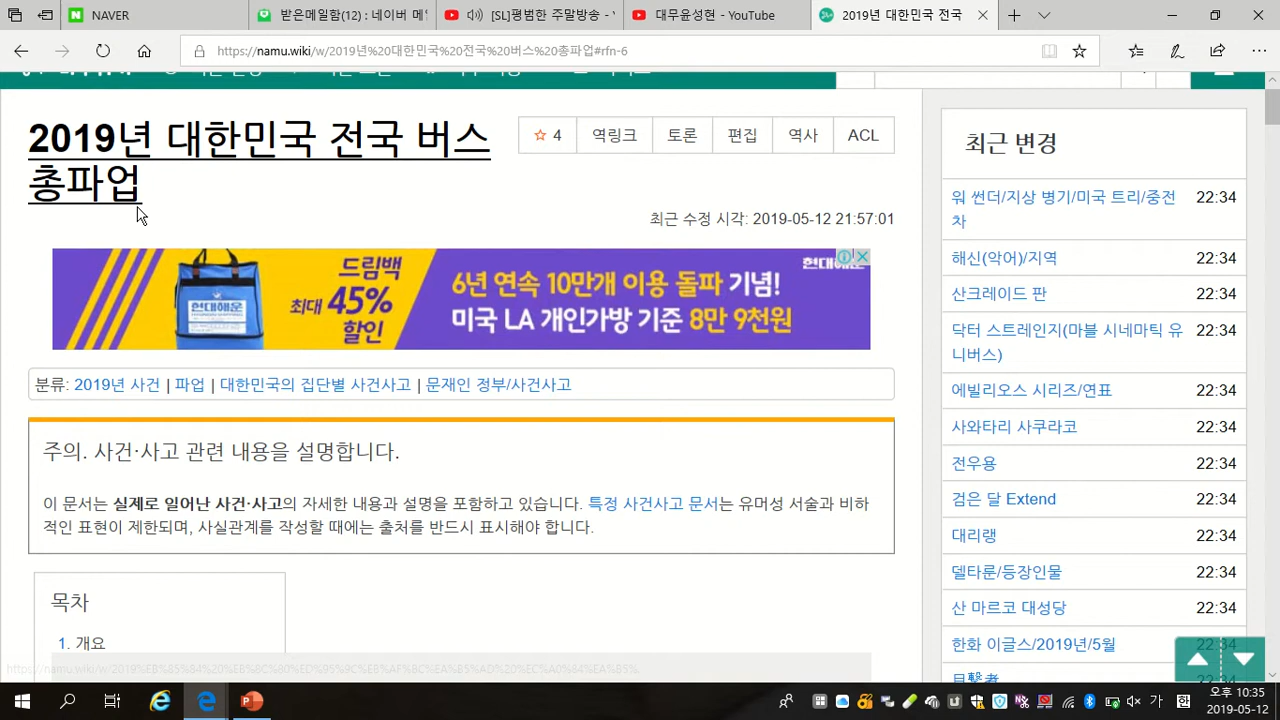 NAVER
받은메일함(12) : 네이버 메일
[SL]평범한 주말방송 -
대무윤성현 - YouTube
2019년 대한민국 전국
https://namu.wiki/w/2019년%20대한민국%20전국%20버스%20총파업#rfn-6
2019년 대한민국 전국 버스
총파업
4
역링크
토론
편집
역사
ACL
최근 수정 시각: 2019-05-12 21:57:01
드림백
최대 45%
할인
6년 연속 10만개 이용 돌파 기념!
미국 LA 개인가방 기준 8만 9천원
현대해운
현대해운
분류: 2019년 사건 | 파업 | 대한민국의 집단별 사건사고 | 문재인 정부/사건사고
주의. 사건·사고 관련 내용을 설명합니다.
이 문서는 실제로 일어난 사건·사고의 자세한 내용과 설명을 포함하고 있습니다. 특정 사건사고 문서는 유머성 서술과 비하
적인 표현이 제한되며, 사실관계를 작성할 때에는 출처를 반드시 표시해야 합니다.
목차
1. 개요
최근 변경
워 썬더/지상 병기/미국 트리/중전 22:34
차
해신(악어)/지역 22:34
산크레이드 판 22:34
닥터 스트레인지(마블 시네마틱 유 22:34
니버스)
에빌리오스 시리즈/연표 22:34
사와타리 사쿠라코 22:34
전우용 22:34
검은 달 Extend 22:34
대리랭 22:34
델타룬/등장인물 22:34
산 마르코 대성당 22:34
한화 이글스/2019년/5월 22:34
目撃者
가
오후 10:35
2019-05-12